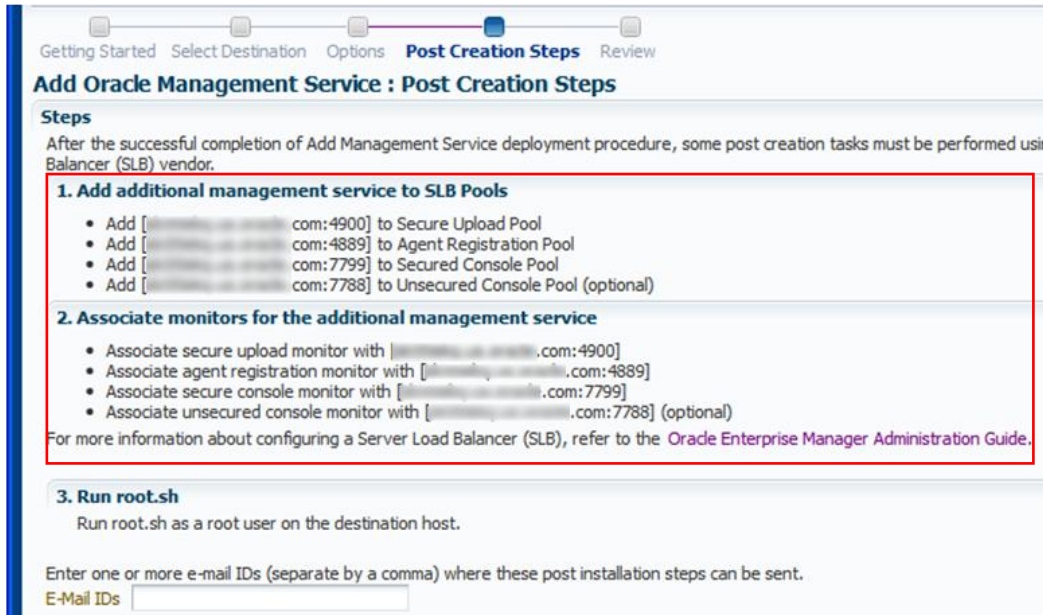 Getting Started Select Destination Options Post Creation Steps Review
Add Oracle Management Service : Post Creation Steps
Steps
After the successful completion of Add Management Service deployment procedure, some post creation tasks must be performed
Balancer (SLB) vendor.
1. Add additional management service to SLB Pools
• Add [ com:4900] to Secure Upload Pool
• Add [ com:4889] to Agent Registration Pool
• Add [ com:7799] to Secured Console Pool
• Add [ com:7788] to Unsecured Console Pool (optional)
2. Associate monitors for the additional management service
• Associate secure upload monitor with [ .com:4900]
• Associate agent registration monitor with [ .com:4889]
• Associate secure console monitor with [ .com:7799]
• Associate unsecured console monitor with [ .com:7788] (optional)
For more information about configuring a Server Load Balancer (SLB), refer to the Oracle Enterprise Manager Administration Guide.
3. Run root.sh
Run root.sh as a root user on the destination host.
Enter one or more e-mail IDs (separate by a comma) where these post installation steps can be sent.
E-Mail IDs